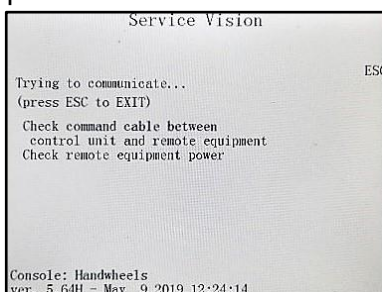 Service Vision
ESC
Trying to communicate...
(press ESC to EXIT)
Check command cable between
control unit and remote equipment
Check remote equipment power
Console: Handwheels
ver. 5.64H - May 9 2019 12:24:14